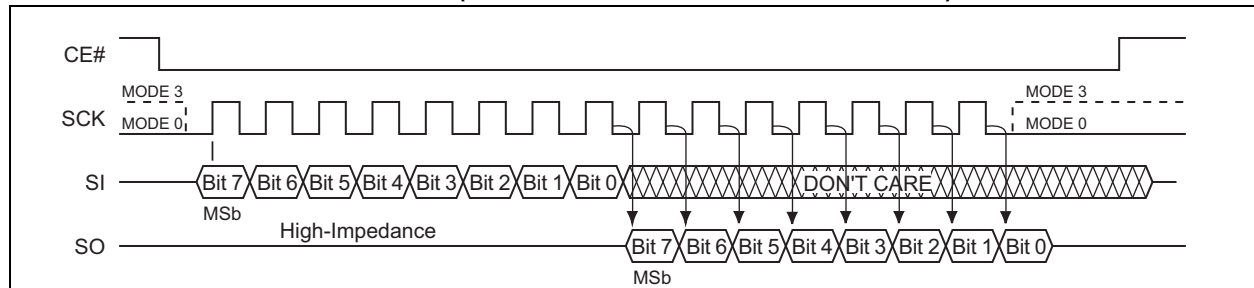 CE#
MODE 3 MODE 3
SCK MODE 0 MODE 0
SI Bit 7 Bit 6 Bit 5 Bit 4 Bit 3 Bit 2 Bit 1 Bit 0 DON'T CARE
MSb
High-Impedance
SO Bit 7 Bit 6 Bit 5 Bit 4 Bit 3 Bit 2 Bit 1 Bit 0
MSb